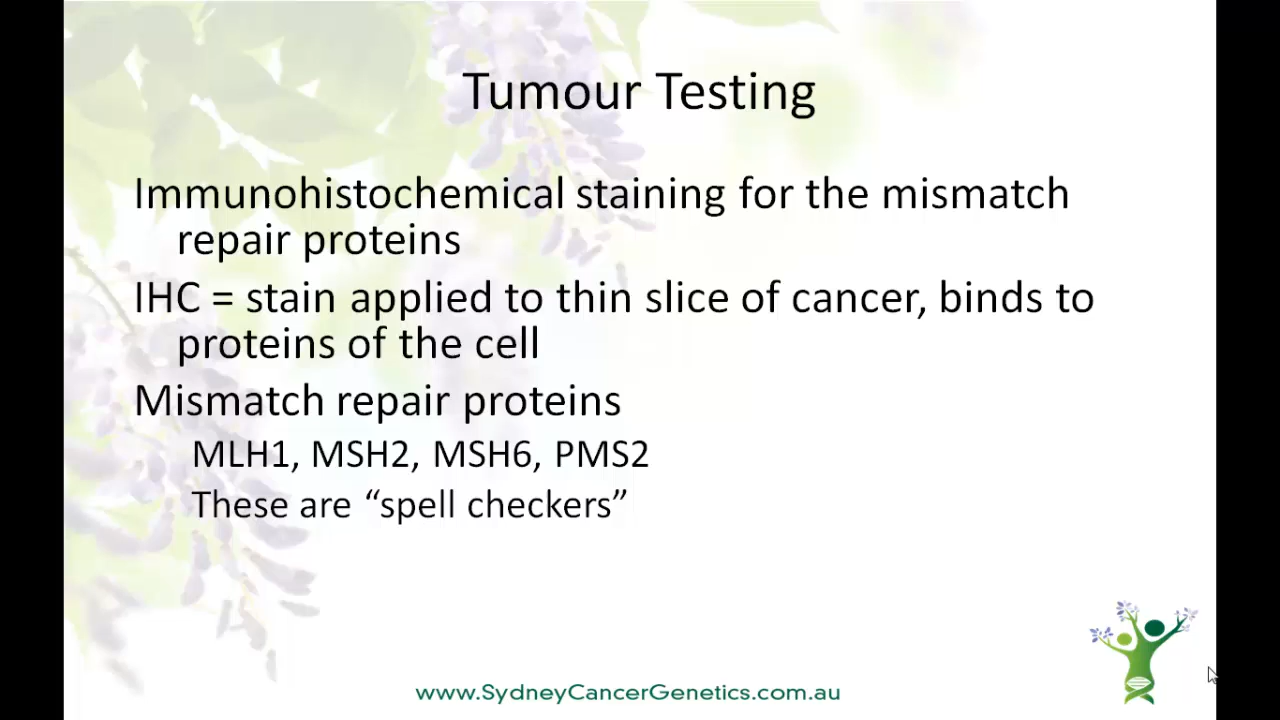 Tumour Testing
Immunohistochemical staining for the mismatch
repair proteins
IHC = stain applied to thin slice of cancer, binds to
proteins of the cell
Mismatch repair proteins
MLH1, MSH2, MSH6, PMS2
These are “spell checkers”
www.SydneyCancerGenetics.com.au